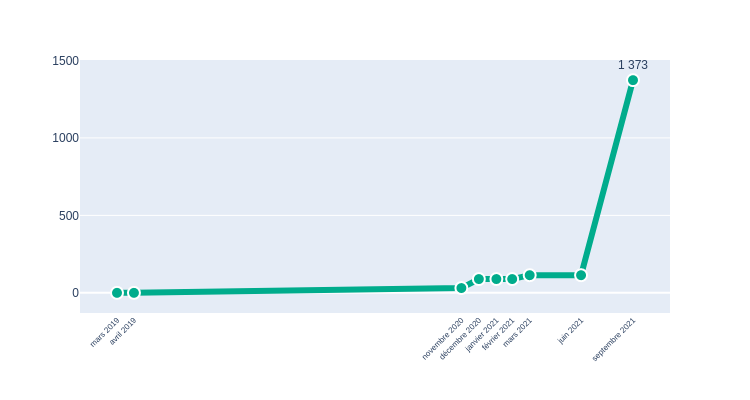 1500
1 373
1000
500
0
mars 2019
avril 2019
novembre 2020
décembre 2020
janvier 2021
février 2021
mars 2021
juin 2021
septembre 2021